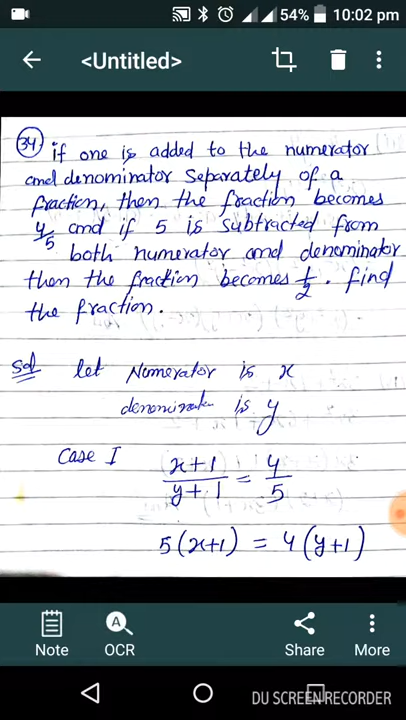 54% 10:02 pm
<Untitled>
34. if one is added to the numerator
and denominator separately of a
fraction, then the fraction becomes
4/5 and if 5 is subtracted from
both numerator and denominator
then the fraction becomes 1/2. find
the fraction.
Sol let Numerator is x
denominator is y
Case I x+1/y+1 = 4/5
5(x+1) = 4(y+1)
A
Note OCR Share More
DU SCREEN RECORDER